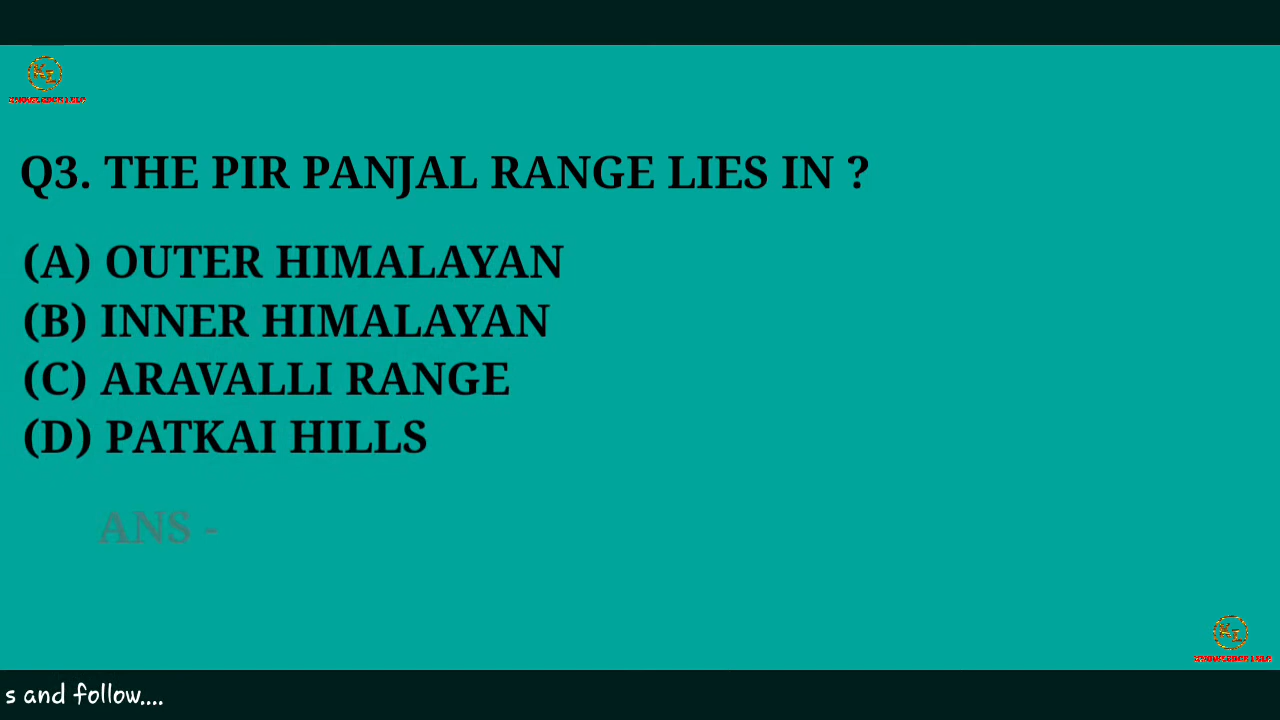 Q3. THE PIR PANJAL RANGE LIES IN ?
(A) OUTER HIMALAYAN
(B) INNER HIMALAYAN
(C) ARAVALLI RANGE
(D) PATKAI HILLS
ANS -
s and follow....